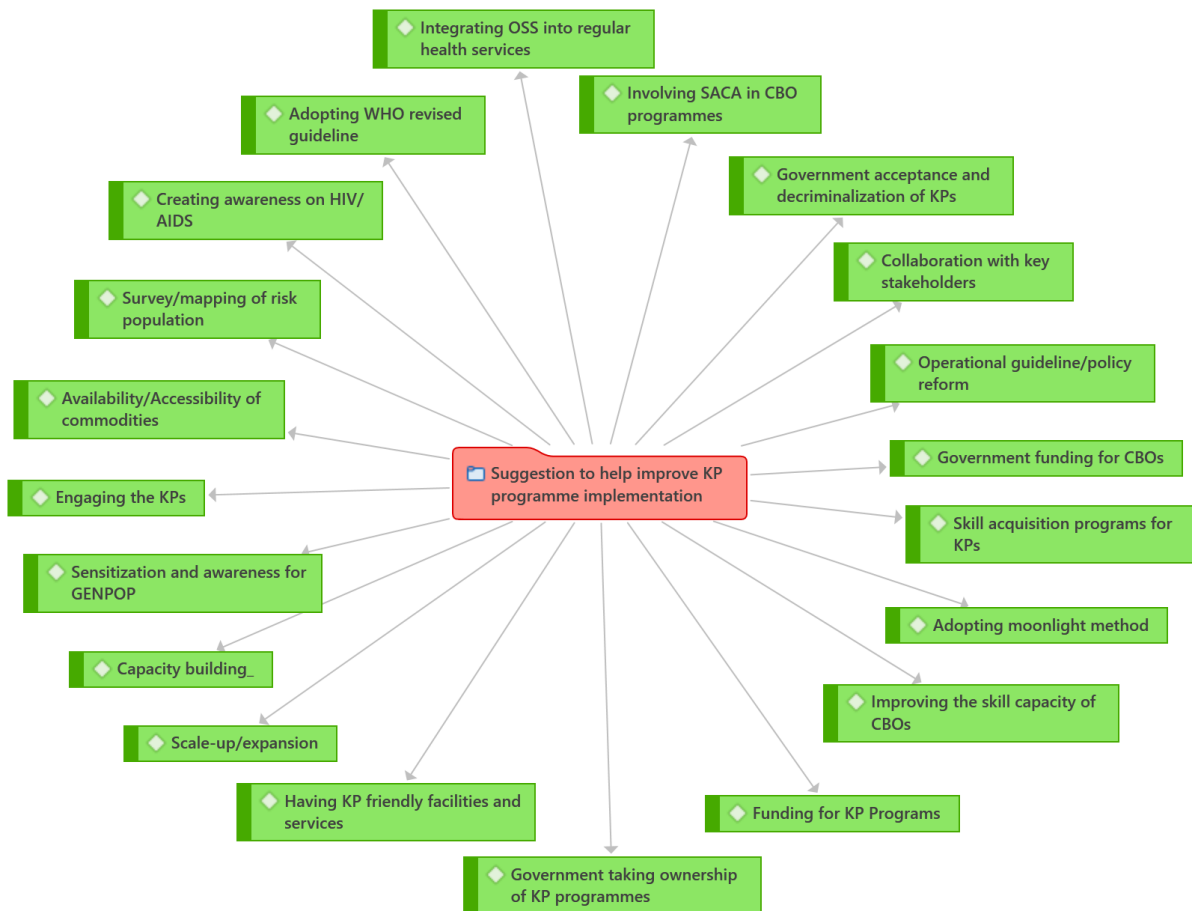 Integrating OSS into regular
health services
Involving SACA in CBO
programmes
Adopting WHO revised
guideline
Government acceptance and
decriminalization of KPs
Creating awareness on HIV/
AIDS
Collaboration with key
stakeholders
Survey/mapping of risk
population
Operational guideline/policy
reform
Availability/Accessibility of
commodities
Government funding for CBOs
Suggestion to help improve KP
programme implementation
Engaging the KPs
Skill acquisition programs for
KPs
Sensitization and awareness for
GENPOP
Adopting moonlight method
Capacity building_
Improving the skill capacity of
CBOs
Scale-up/expansion
Having KP friendly facilities and
services
Funding for KP Programs
Government taking ownership
of KP programmes